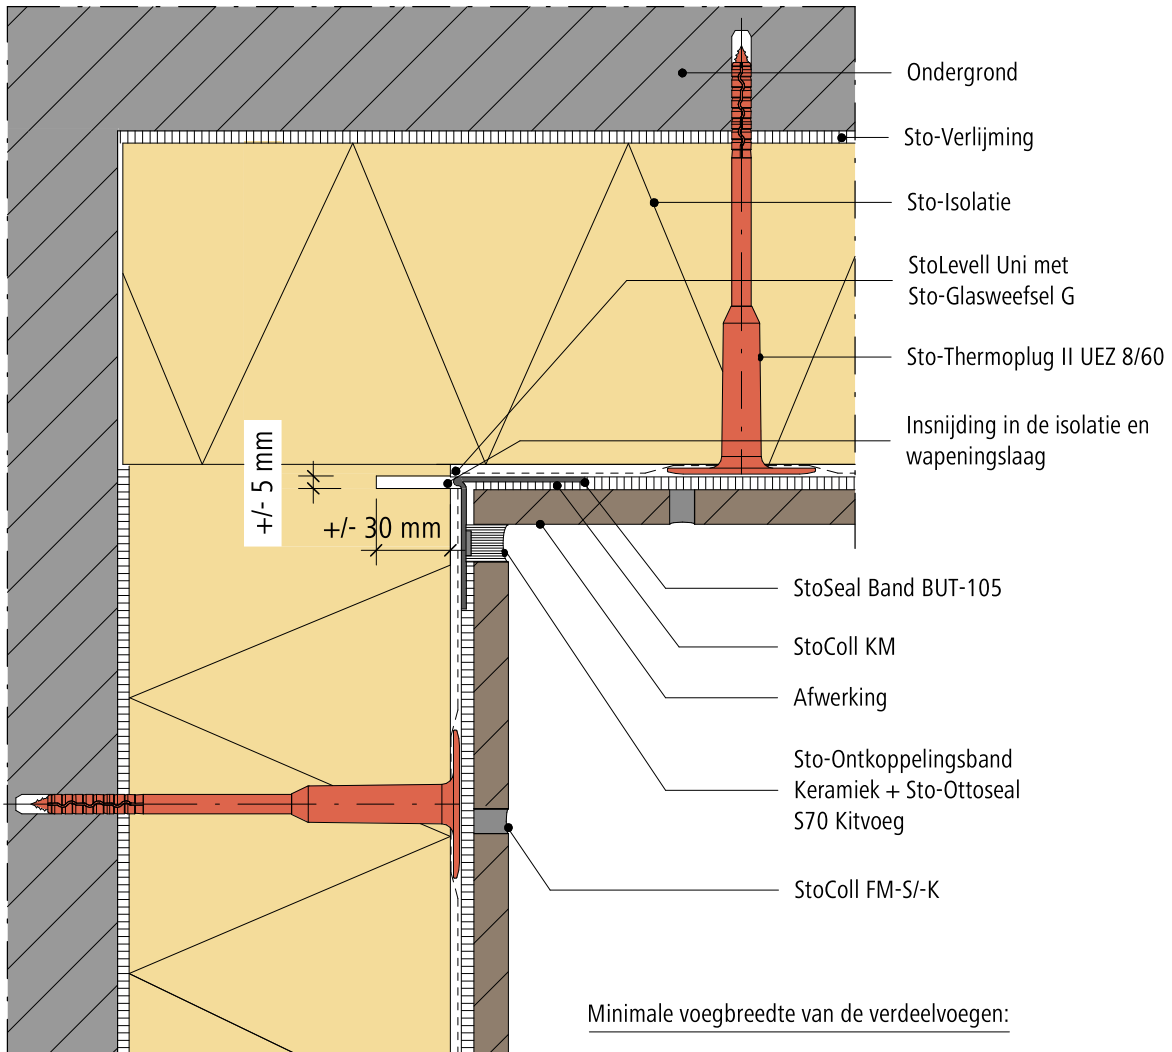 Ondergrond
Sto-Verlijming
Sto-Isolatie
StoLevell Uni met
Sto-Glasweefsel G
Sto-Thermoplug II UEZ 8/60
Insnijding in de isolatie en
wapeningslaag
+/- 5 mm
+/- 30 mm
StoSeal Band BUT-105
StoColl KM
Afwerking
Sto-Ontkoppelingsband
Keramiek + Sto-Ottoseal
S70 Kitvoeg
StoColl FM-S/-K
Minimale voegbreedte van de verdeelvoegen: